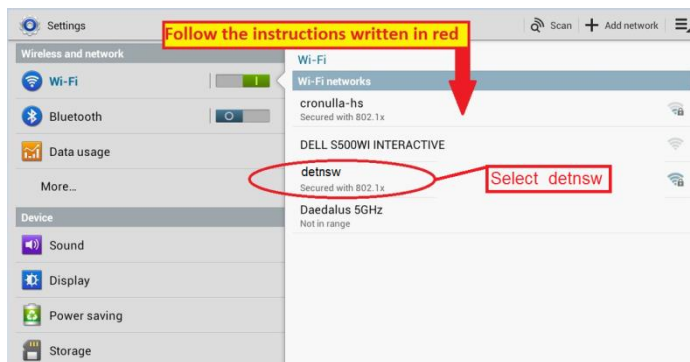 Settings
Follow the instructions written in red
Scan
Add network
Wireless and network
Wi-Fi
Bluetooth
Data usage
More...
Device
Sound
Display
Power saving
Storage
Wi-Fi
Wi-Fi networks
cronulla-hs
Secured with 802.1x
DELL S500WI INTERACTIVE
detnsw
Secured with 802.1x
Select detnsw
Daedalus 5GHz
Not in range